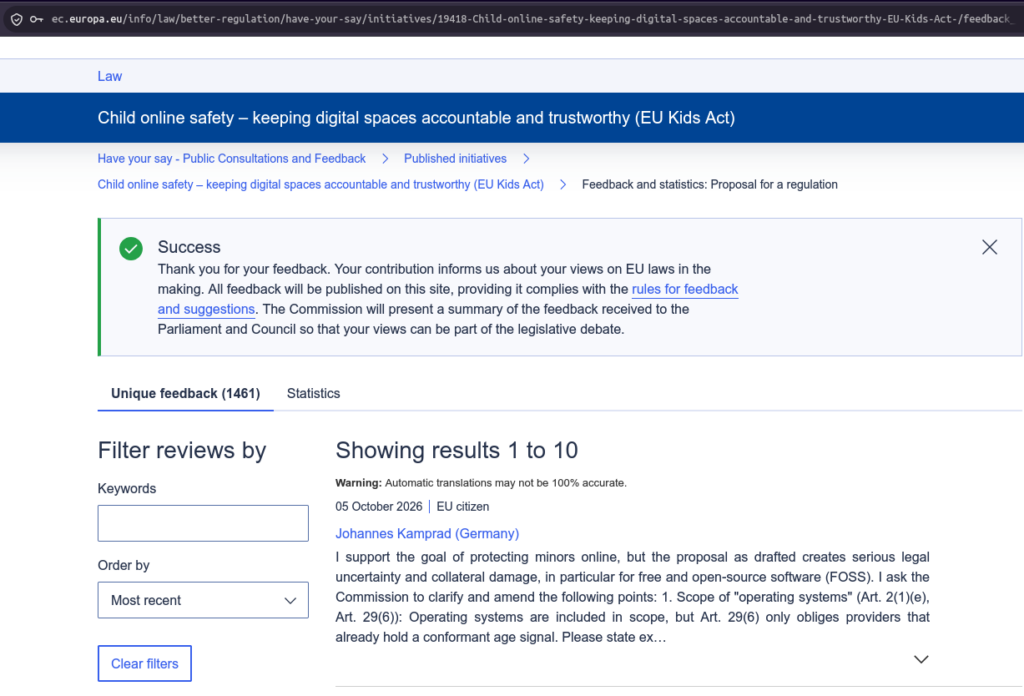 ec.europa.eu/info/law/better-regulation/have-your-say/initiatives/19418-Child-online-safety-keeping-digital-spaces-accountable-and-trustworthy-EU-Kids-Act-/feedback_
Law
Child online safety – keeping digital spaces accountable and trustworthy (EU Kids Act)
Have your say - Public Consultations and Feedback > Published initiatives >
Child online safety – keeping digital spaces accountable and trustworthy (EU Kids Act) > Feedback and statistics: Proposal for a regulation
Success
Thank you for your feedback. Your contribution informs us about your views on EU laws in the
making. All feedback will be published on this site, providing it complies with the rules for feedback
and suggestions. The Commission will present a summary of the feedback received to the
Parliament and Council so that your views can be part of the legislative debate.
Unique feedback (1461) Statistics
Filter reviews by
Keywords
Order by
Most recent
Clear filters
Showing results 1 to 10
Warning: Automatic translations may not be 100% accurate.
05 October 2026 | EU citizen
Johannes Kamprad (Germany)
I support the goal of protecting minors online, but the proposal as drafted creates serious legal
uncertainty and collateral damage, in particular for free and open-source software (FOSS). I ask the
Commission to clarify and amend the following points: 1. Scope of "operating systems" (Art. 2(1)(e),
Art. 29(6)): Operating systems are included in scope, but Art. 29(6) only obliges providers that
already hold a conformant age signal. Please state ex…